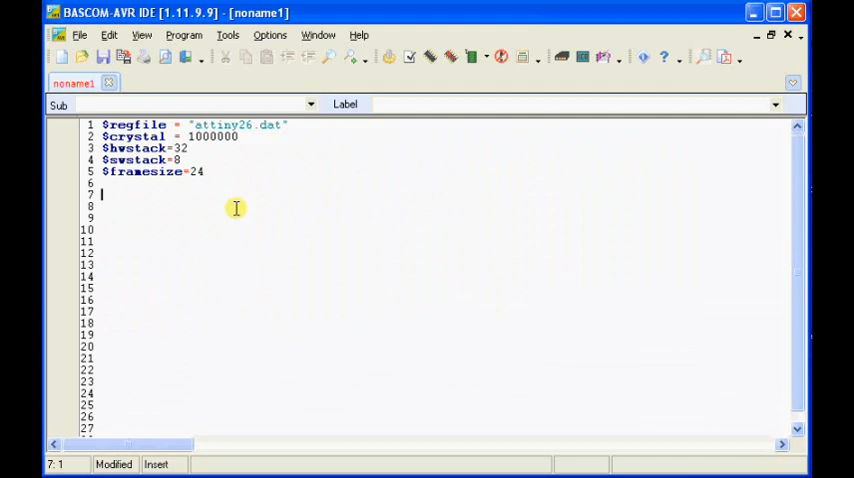 BASCOM-AVR IDE [1.11.9.9] - [noname1]
File Edit View Program Tools Options Window Help
noname1
Sub Label
1 $regfile = "attiny26.dat"
2 $crystal = 1000000
3 $hwstack=32
4 $swstack=8
5 $framesize=24
6
7
8
9
10
11
12
13
14
15
16
17
18
19
20
21
22
23
24
25
26
27
7: 1 Modified Insert